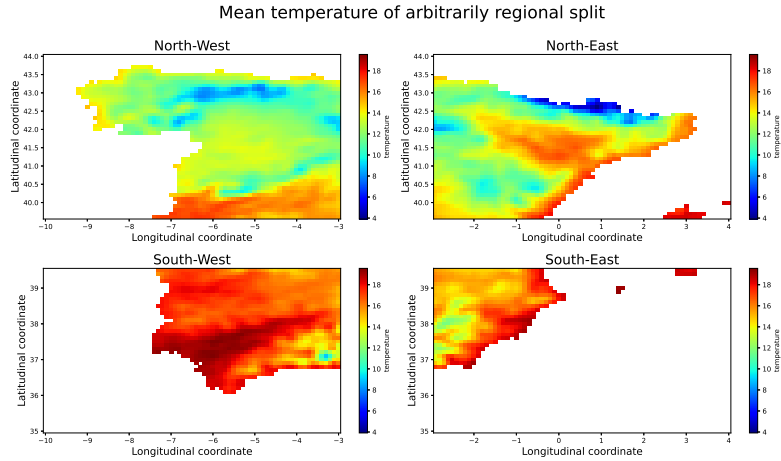 Mean temperature of arbitrarily regional split
North-West
North-East
44.0
43.5
43.0
42.5
42.0
41.5
41.0
40.5
40.0
Latitudinal coordinate
−10 −9 −8 −7 −6 −5 −4 −3
Longitudinal coordinate
18
16
14
12
10
8
6
4
temperature
44.0
43.5
43.0
42.5
42.0
41.5
41.0
40.5
40.0
Latitudinal coordinate
−2 −1 0 1 2 3 4
Longitudinal coordinate
18
16
14
12
10
8
6
4
temperature
South-West
South-East
39
38
37
36
35
Latitudinal coordinate
−10 −9 −8 −7 −6 −5 −4 −3
Longitudinal coordinate
18
16
14
12
10
8
6
4
temperature
39
38
37
36
35
Latitudinal coordinate
−2 −1 0 1 2 3 4
Longitudinal coordinate
18
16
14
12
10
8
6
4
temperature